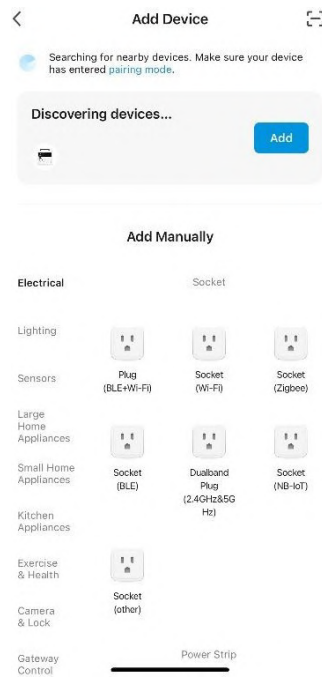 Add Device
Searching for nearby devices. Make sure your device
has entered pairing mode.
Discovering devices...
Add
Add Manually
Electrical
Socket
Lighting
Plug
(BLE+Wi-Fi)
Socket
(Wi-Fi)
Socket
(Zigbee)
Sensors
Large
Home
Appliances
Small Home
Appliances
Socket
(BLE)
Dualband
Plug
(2.4GHz&5G
Hz)
Socket
(NB-IoT)
Kitchen
Appliances
Exercise
& Health
Socket
(other)
Camera
& Lock
Gateway
Control
Power Strip